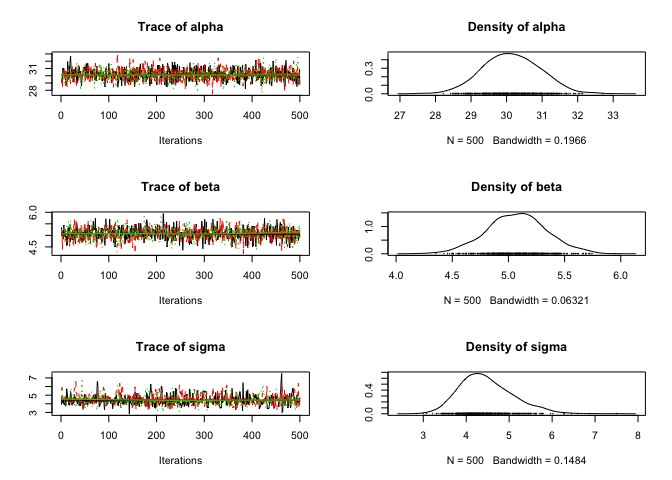 Trace of alpha
31
28
0 100 200 300 400 500
Iterations
Density of alpha
0.3
0.0
27 28 29 30 31 32 33
N = 500 Bandwidth = 0.1966
Trace of beta
6.0
4.5
0 100 200 300 400 500
Iterations
Density of beta
1.0
0.0
4.0 4.5 5.0 5.5 6.0
N = 500 Bandwidth = 0.06321
Trace of sigma
7
5
3
0 100 200 300 400 500
Iterations
Density of sigma
0.4
0.0
3 4 5 6 7 8
N = 500 Bandwidth = 0.1484